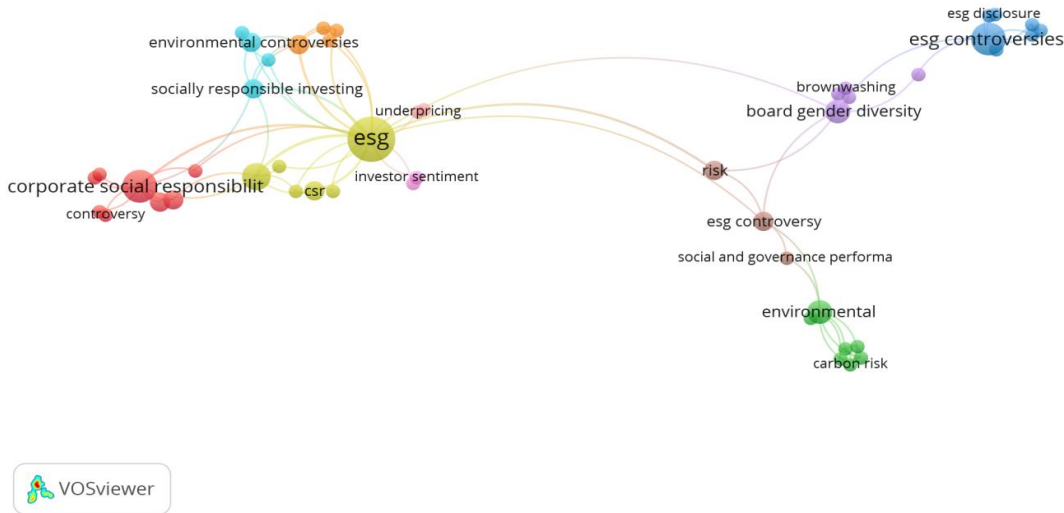 esg disclosure
environmental controversies
esg controversies
socially responsible investing
brownwashing
underpricing
board gender diversity
esg
risk
investor sentiment
corporate social responsibilit
csr
controversy
esg controversy
social and governance performa
environmental
carbon risk
VOSviewer